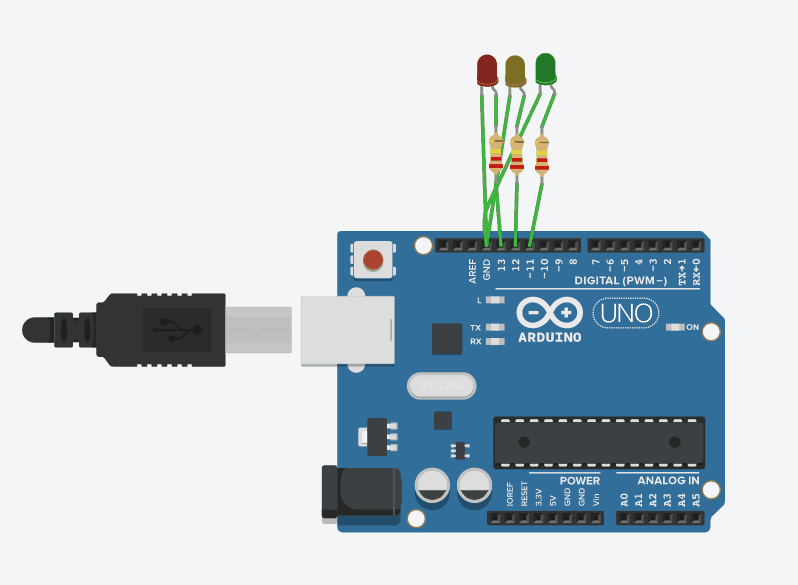 AREF
GND
13
12
~11
~10
~9
8
7
~6
~5
4
~3
2
TX→1
RX←0
DIGITAL (PWM~)
L
TX
RX
ARDUINO
UNO
ON
POWER
ANALOG IN
IOREF
RESET
3.3V
5V
GND
GND
Vin
A0
A1
A2
A3
A4
A5